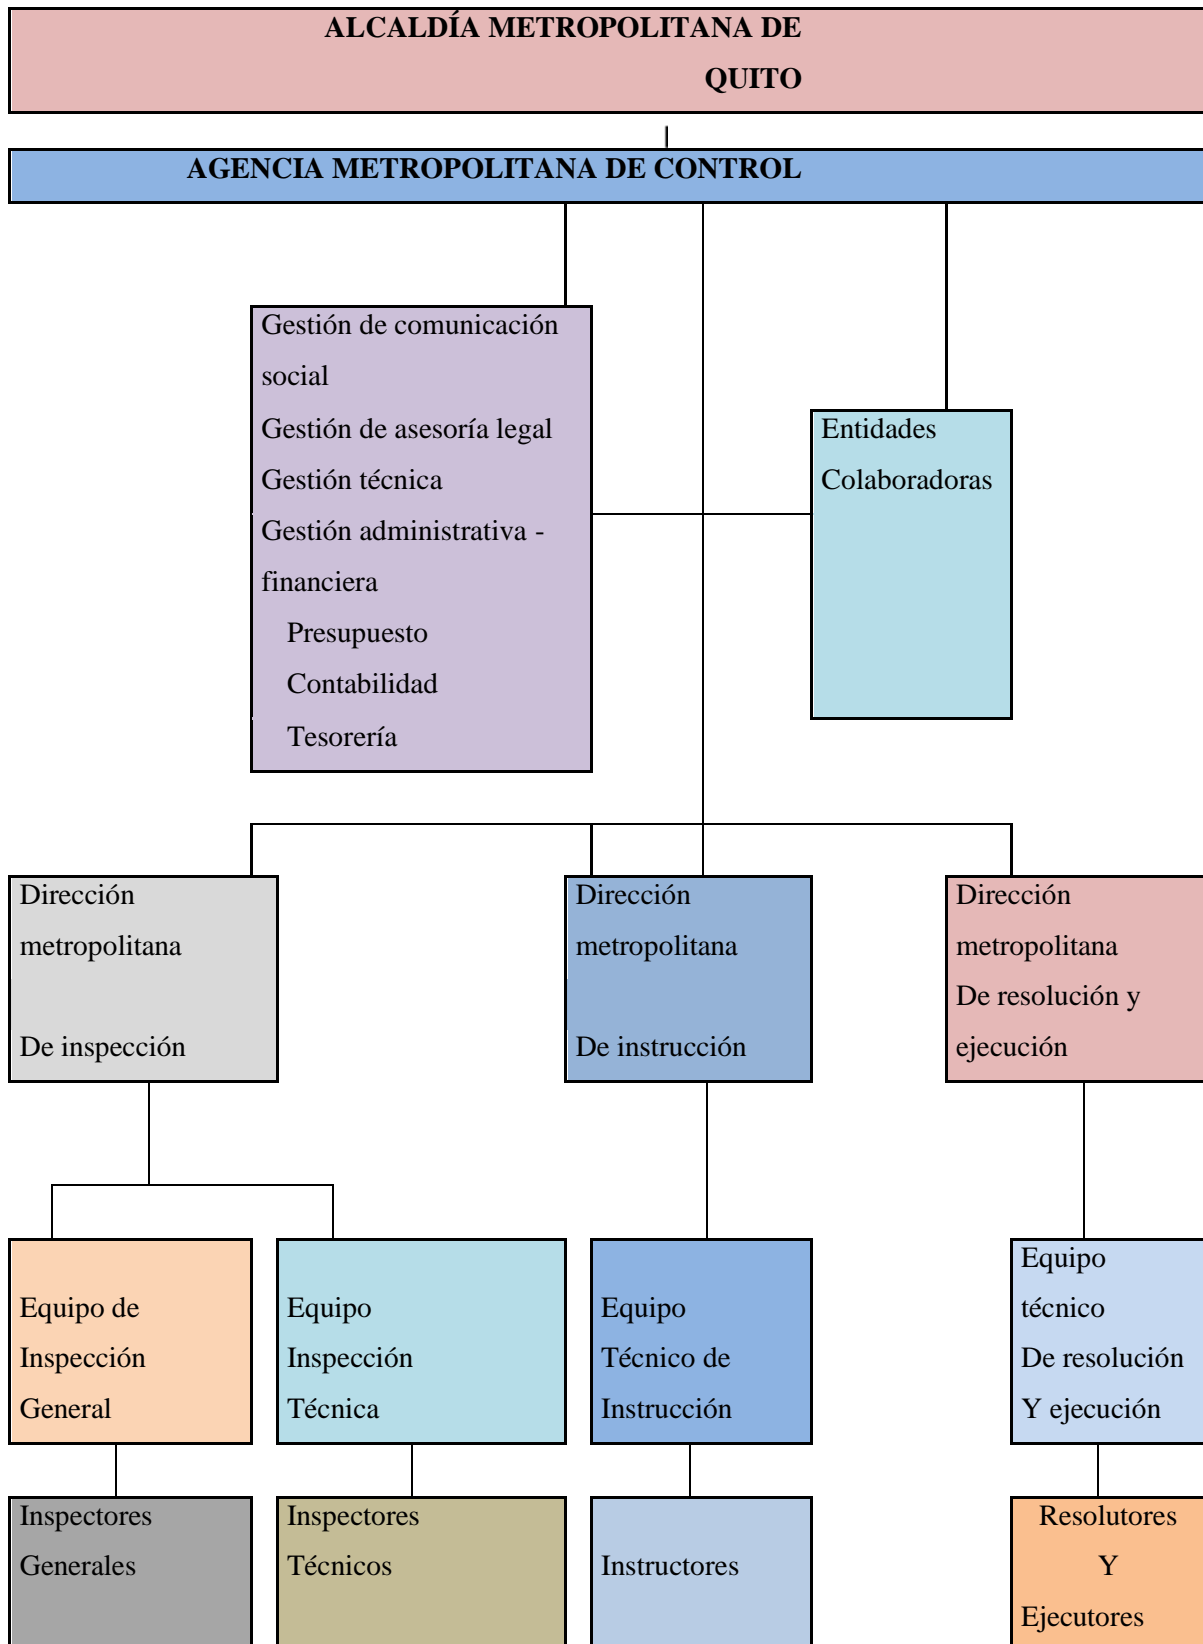 ALCALDÍA METROPOLITANA DE
QUITO
AGENCIA METROPOLITANA DE CONTROL
Gestión de comunicación
social
Gestión de asesoría legal
Gestión técnica
Gestión administrativa -
financiera
Presupuesto
Contabilidad
Tesorería
Entidades
Colaboradoras
Dirección
metropolitana
De inspección
Dirección
metropolitana
De instrucción
Dirección
metropolitana
De resolución y
ejecución
Equipo de
Inspección
General
Equipo
Inspección
Técnica
Equipo
Técnico de
Instrucción
Equipo
técnico
De resolución
Y ejecución
Inspectores
Generales
Inspectores
Técnicos
Instructores
Resolutores
Y
Ejecutores